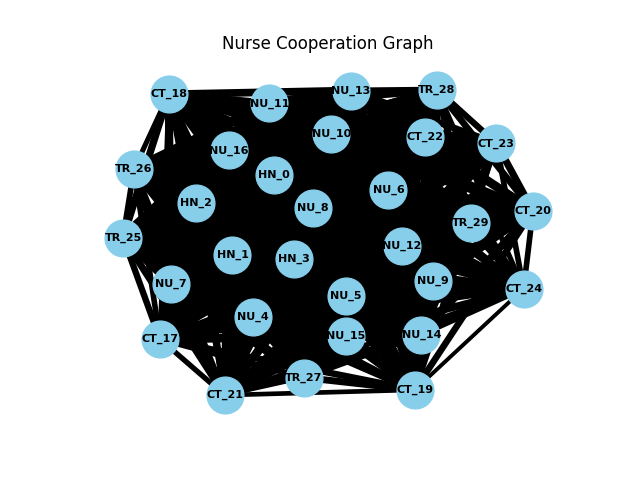 Nurse Cooperation Graph
CT_18
NU_11
NU_13
TR_28
NU_10
CT_22
CT_23
NU_16
TR_26
HN_0
NU_6
HN_2
NU_8
CT_20
TR_29
TR_25
NU_12
HN_1
HN_3
NU_7
NU_9
CT_24
NU_5
NU_4
CT_17
NU_15
NU_14
TR_27
CT_21
CT_19